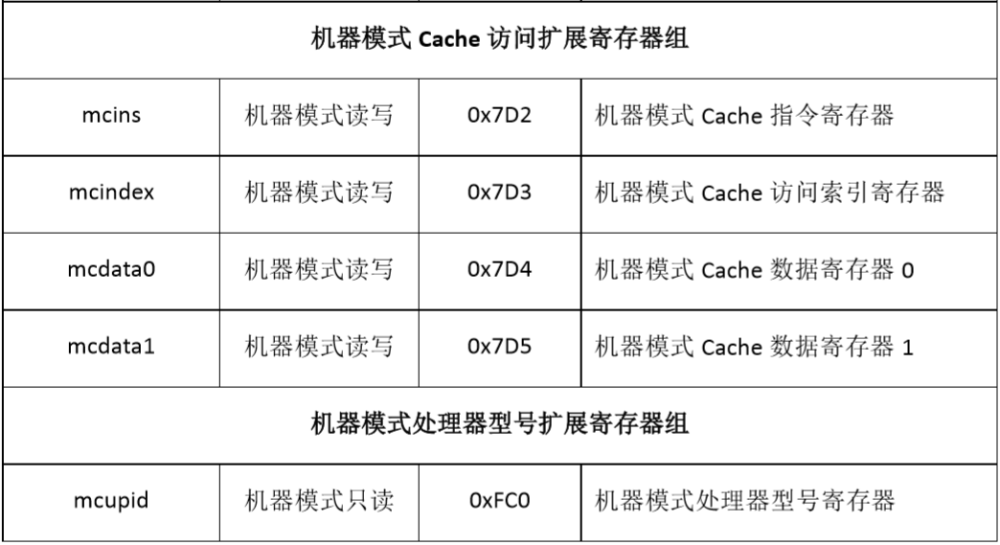 机器模式 Cache 访问扩展寄存器组
mcins 机器模式读写 0x7D2 机器模式 Cache 指令寄存器
mcindex 机器模式读写 0x7D3 机器模式 Cache 访问索引寄存器
mcdata0 机器模式读写 0x7D4 机器模式 Cache 数据寄存器 0
mcdata1 机器模式读写 0x7D5 机器模式 Cache 数据寄存器 1
机器模式处理器型号扩展寄存器组
mcupid 机器模式只读 0xFC0 机器模式处理器型号寄存器